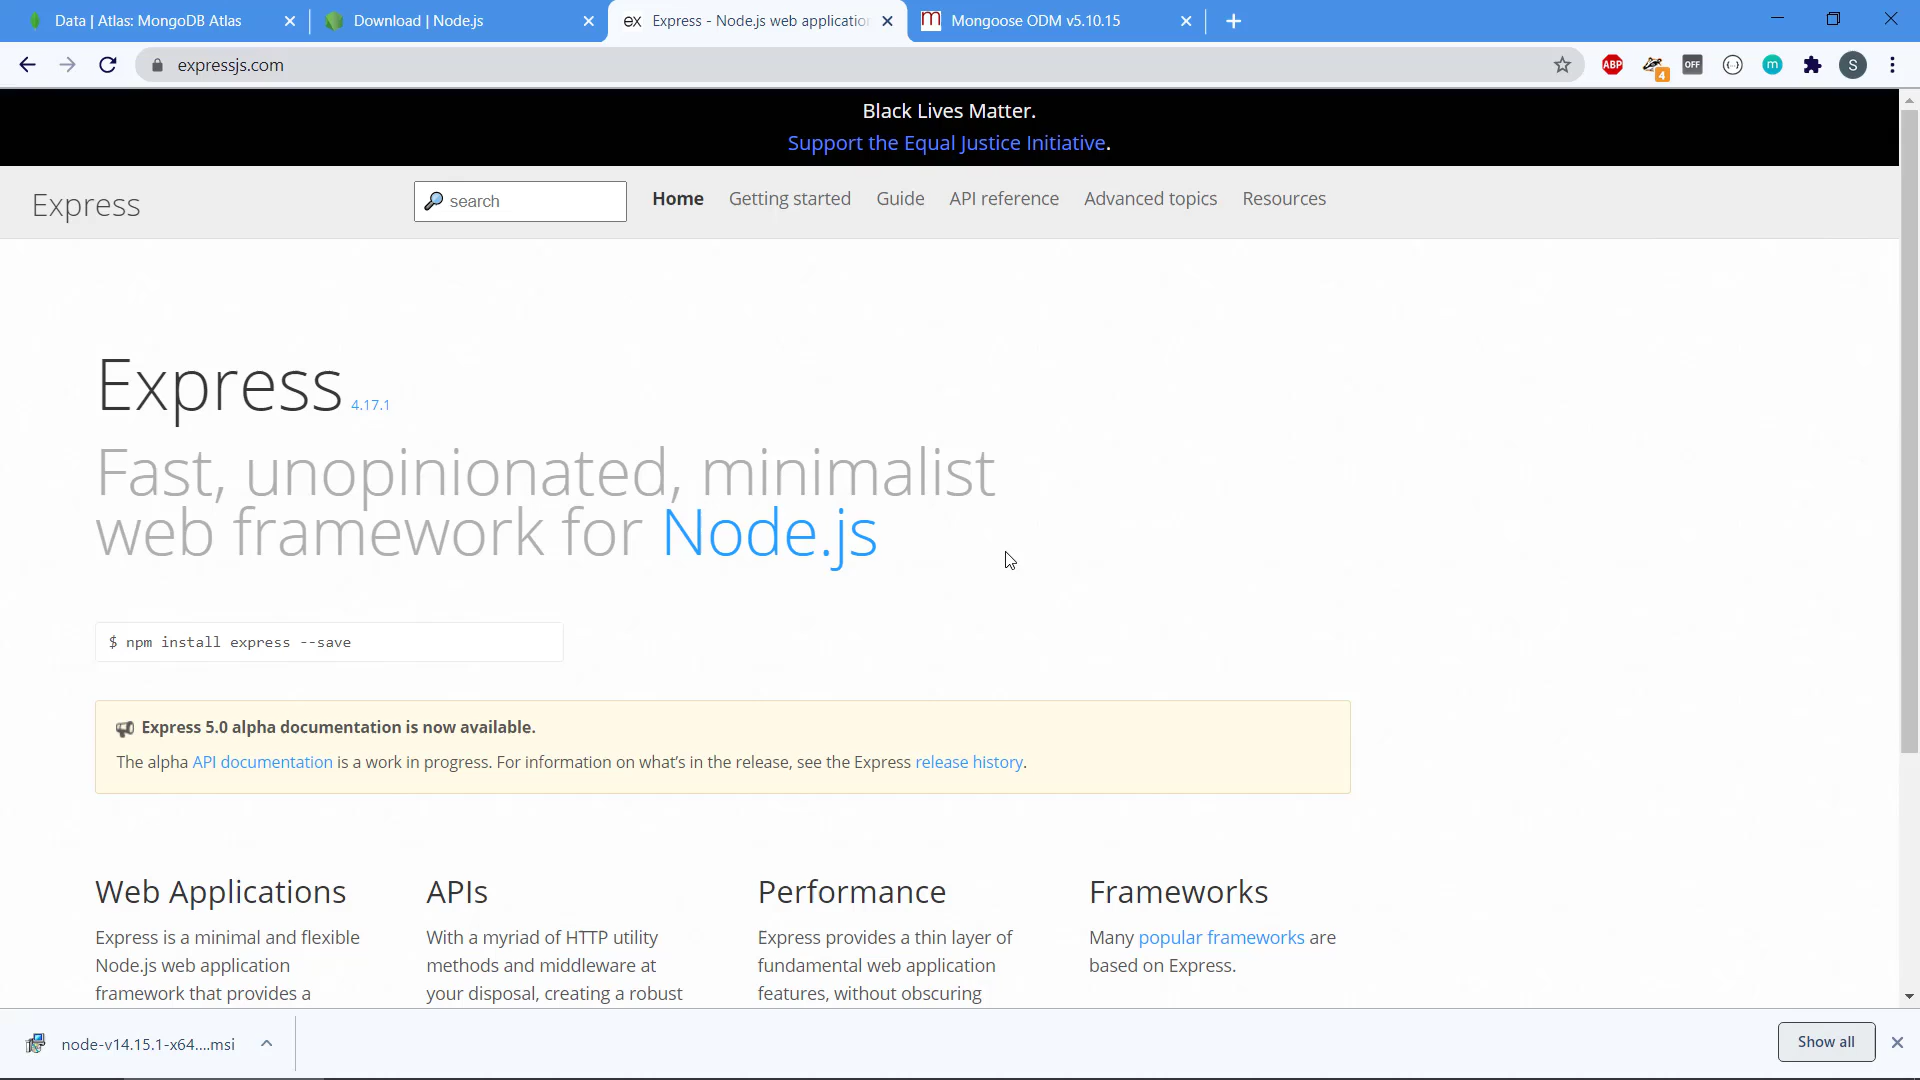 Data | Atlas: MongoDB Atlas
Download | Node.js
ex Express - Node.js web application
m Mongoose ODM v5.10.15
expressjs.com
ABP
4
OFF
m
S
Black Lives Matter.
Support the Equal Justice Initiative.
Express
search
Home
Getting started
Guide
API reference
Advanced topics
Resources
Express 4.17.1
Fast, unopinionated, minimalist
web framework for Node.js
$ npm install express --save
Express 5.0 alpha documentation is now available.
The alpha API documentation is a work in progress. For information on what's in the release, see the Express release history.
Web Applications
Express is a minimal and flexible
Node.js web application
framework that provides a
APIs
With a myriad of HTTP utility
methods and middleware at
your disposal, creating a robust
Performance
Express provides a thin layer of
fundamental web application
features, without obscuring
Frameworks
Many popular frameworks are
based on Express.
node-v14.15.1-x64....msi
Show all